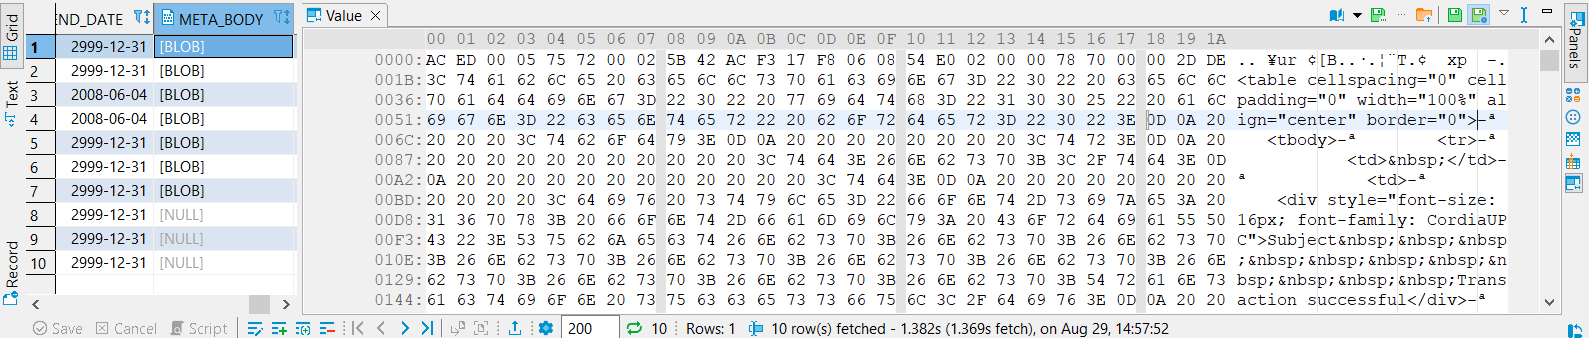 Grid
Text
Record
END_DATE META_BODY
1 2999-12-31 [BLOB]
2 2999-12-31 [BLOB]
3 2008-06-04 [BLOB]
4 2008-06-04 [BLOB]
5 2999-12-31 [BLOB]
6 2999-12-31 [BLOB]
7 2999-12-31 [BLOB]
8 2999-12-31 [NULL]
9 2999-12-31 [NULL]
10 2999-12-31 [NULL]
Value
00 01 02 03 04 05 06 07 08 09 0A 0B 0C 0D 0E 0F 10 11 12 13 14 15 16 17 18 19 1A
0000: AC ED 00 05 75 72 00 02 5B 42 AC F3 17 F8 06 08 54 E0 02 00 00 78 70 00 00 2D DE .. ¥ur ¢[B..·.¦¨T.¢ xp –.
001B: 3C 74 61 62 6C 65 20 63 65 6C 6C 73 70 61 63 69 6E 67 3D 22 30 22 20 63 65 6C 6C <table cellspacing="0" cell
0036: 70 61 64 64 69 6E 67 3D 22 30 22 20 77 69 64 74 68 3D 22 31 30 30 25 22 20 61 6C padding="0" width="100%" al
0051: 69 67 6E 3D 22 63 65 6E 74 65 72 22 20 62 6F 72 64 65 72 3D 22 30 22 3E 0D 0A 20 ign="center" border="0">–ª
006C: 20 20 20 3C 74 62 6F 64 79 3E 0D 0A 20 20 20 20 20 20 20 20 3C 74 72 3E 0D 0A 20 <tbody>–ª <tr>–ª
0087: 20 20 20 20 20 20 20 20 20 20 20 3C 74 64 3E 26 6E 62 73 70 3B 3C 2F 74 64 3E 0D <td>&nbsp;</td>–
00A2: 0A 20 20 20 20 20 20 20 20 20 20 20 20 3C 74 64 3E 0D 0A 20 20 20 20 20 20 20 20 ª <td>–ª
00BD: 20 20 20 20 3C 64 69 76 20 73 74 79 6C 65 3D 22 66 6F 6E 74 2D 73 69 7A 65 3A 20 <div style="font-size:
00D8: 31 36 70 78 3B 20 66 6F 6E 74 2D 66 61 6D 69 6C 79 3A 20 43 6F 72 64 69 61 55 50 16px; font-family: CordiaUP
00F3: 43 22 3E 53 75 62 6A 65 63 74 26 6E 62 73 70 3B 26 6E 62 73 70 3B 26 6E 62 73 70 C">Subject&nbsp;&nbsp;&nbsp
010E: 3B 26 6E 62 73 70 3B 26 6E 62 73 70 3B 26 6E 62 73 70 3B 26 6E 62 73 70 3B 26 6E ;&nbsp;&nbsp;&nbsp;&nbsp;&n
0129: 62 73 70 3B 26 6E 62 73 70 3B 26 6E 62 73 70 3B 26 6E 62 73 70 3B 54 72 61 6E 73 bsp;&nbsp;&nbsp;&nbsp;Trans
0144: 61 63 74 69 6F 6E 20 73 75 63 63 65 73 73 66 75 6C 3C 2F 64 69 76 3E 0D 0A 20 20 action successful</div>–ª
Panels
Save Cancel Script 200 10 Rows: 1 10 row(s) fetched - 1.382s (1.369s fetch), on Aug 29, 14:57:52